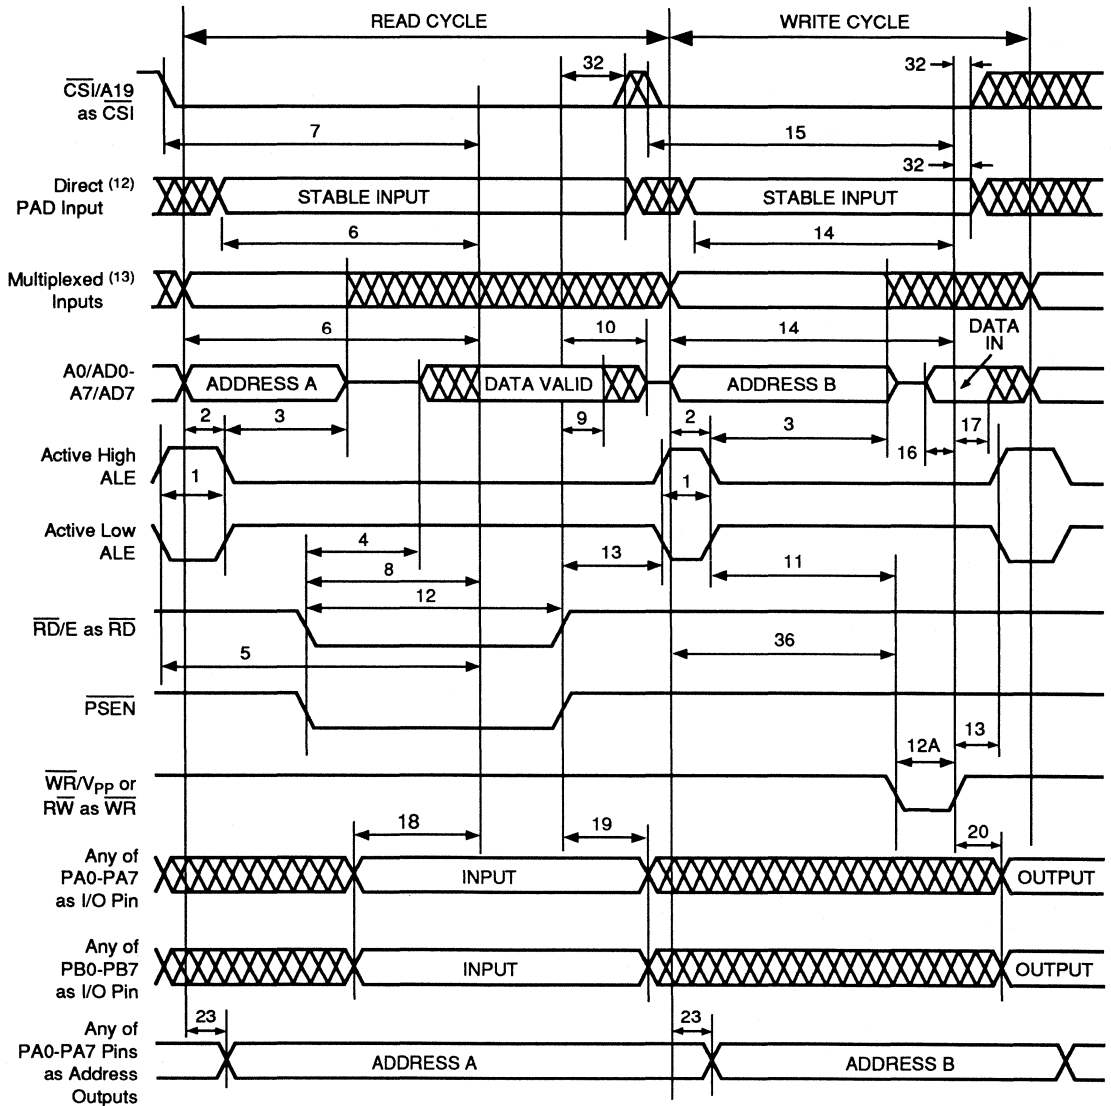 READ CYCLE
WRITE CYCLE
32
32
CSI/A19
as CSI
7
15
32
Direct (12)
PAD Input
STABLE INPUT
STABLE INPUT
6
14
Multiplexed (13)
Inputs
6
10
14
DATA
IN
A0/AD0-
A7/AD7
ADDRESS A
DATA VALID
ADDRESS B
2
3
9
2
3
16
17
Active High
ALE
1
1
Active Low
ALE
4
13
8
11
12
RD/E as RD
5
36
PSEN
12A
13
WR/VPP or
RW as WR
18
19
20
Any of
PA0-PA7
as I/O Pin
INPUT
OUTPUT
Any of
PB0-PB7
as I/O Pin
INPUT
OUTPUT
23
23
Any of
PA0-PA7 Pins
as Address
Outputs
ADDRESS A
ADDRESS B